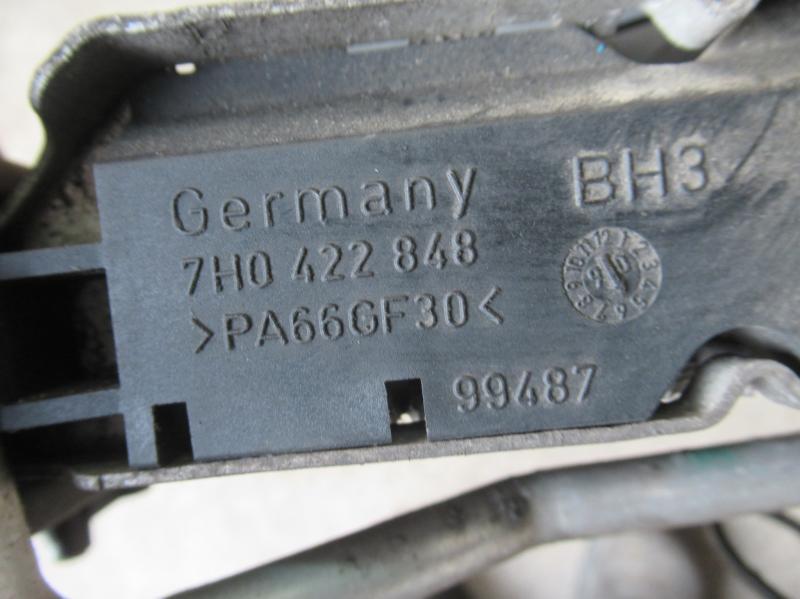 Germany
BH3
7H0 422 848
>PA66GF30<
99487